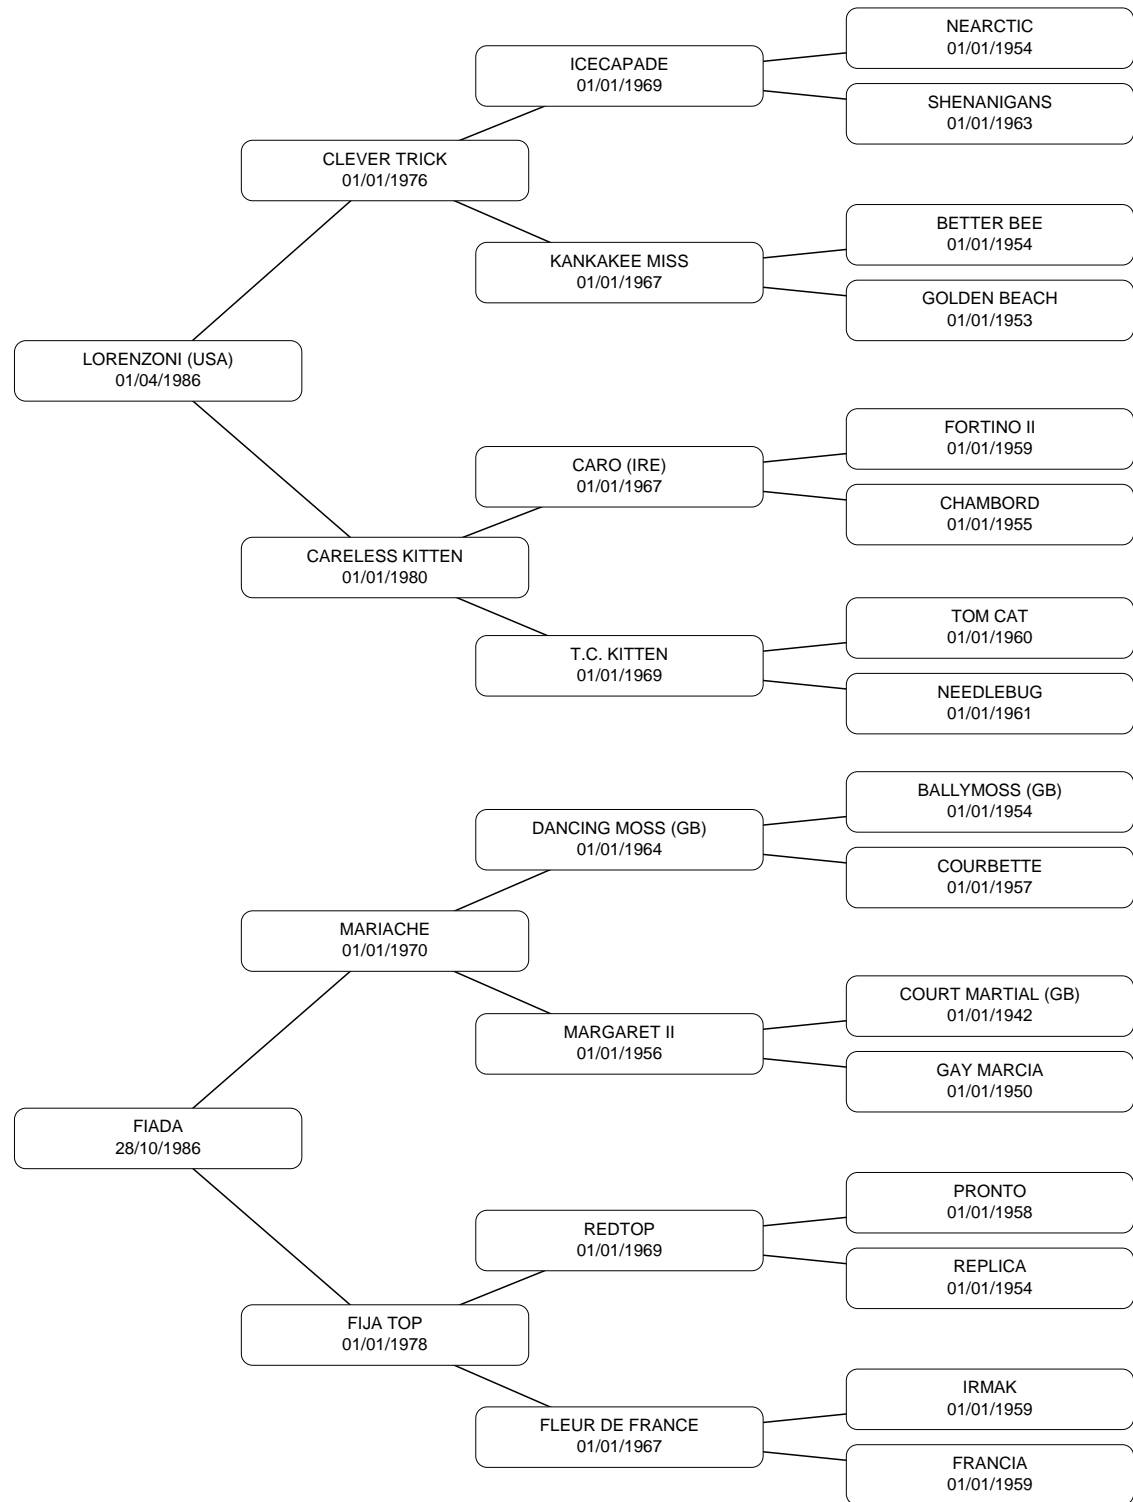 NEARCTIC
01/01/1954
ICECAPADE
01/01/1969
SHENANIGANS
01/01/1963
CLEVER TRICK
01/01/1976
BETTER BEE
01/01/1954
KANKAKEE MISS
01/01/1967
GOLDEN BEACH
01/01/1953
LORENZONI (USA)
01/04/1986
FORTINO II
01/01/1959
CARO (IRE)
01/01/1967
CHAMBORD
01/01/1955
CARELESS KITTEN
01/01/1980
TOM CAT
01/01/1960
T.C. KITTEN
01/01/1969
NEEDLEBUG
01/01/1961
BALLYMOSS (GB)
01/01/1954
DANCING MOSS (GB)
01/01/1964
COURBETTE
01/01/1957
MARIACHE
01/01/1970
COURT MARTIAL (GB)
01/01/1942
MARGARET II
01/01/1956
GAY MARCIA
01/01/1950
FIADA
28/10/1986
PRONTO
01/01/1958
REDTOP
01/01/1969
REPLICA
01/01/1954
FIJA TOP
01/01/1978
IRMAK
01/01/1959
FLEUR DE FRANCE
01/01/1967
FRANCIA
01/01/1959